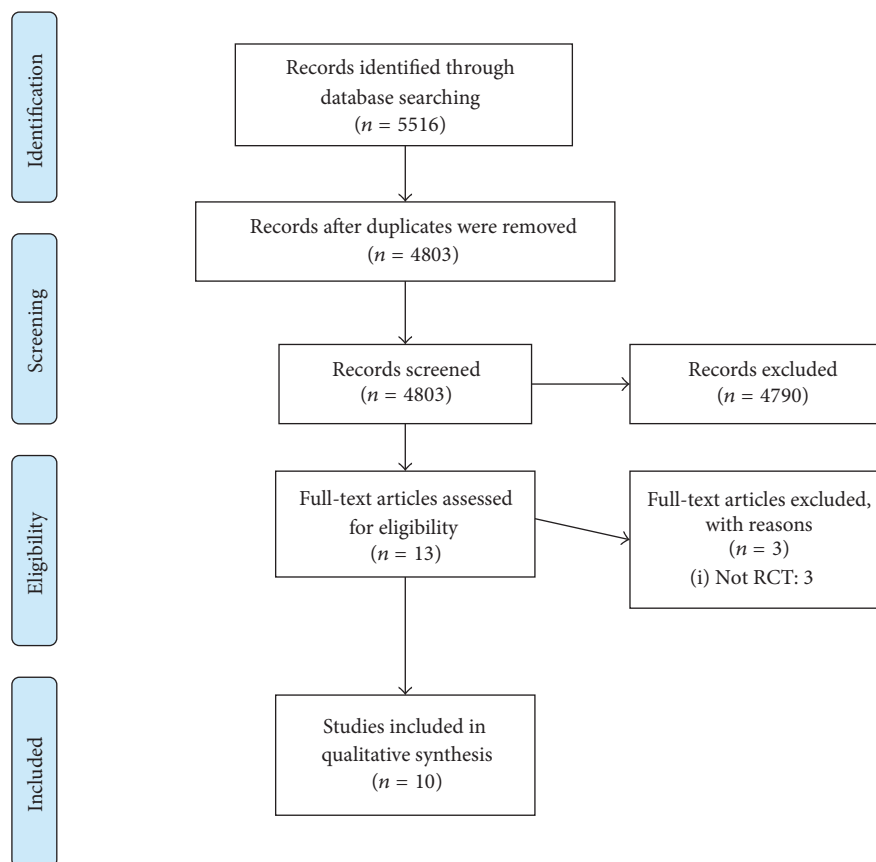 Identification
Records identified through
database searching
(n = 5516)
Records after duplicates were removed
(n = 4803)
Screening
Records screened
(n = 4803)
Records excluded
(n = 4790)
Eligibility
Full-text articles assessed
for eligibility
(n = 13)
Full-text articles excluded,
with reasons
(n = 3)
(i) Not RCT: 3
Included
Studies included in
qualitative synthesis
(n = 10)